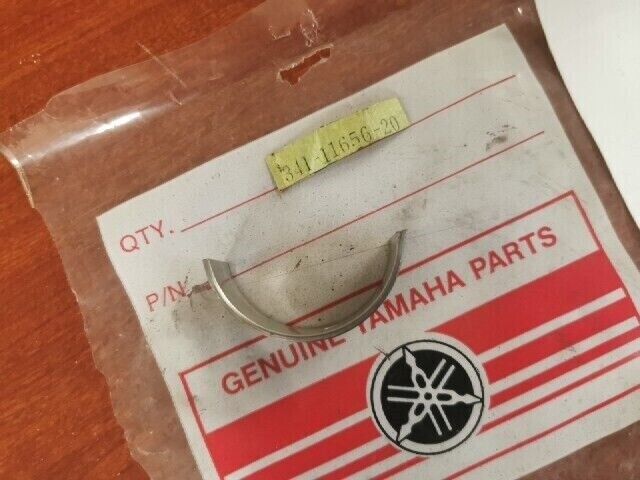 341-11656-20
QTY.
P/N
GENUINE YAMAHA PARTS